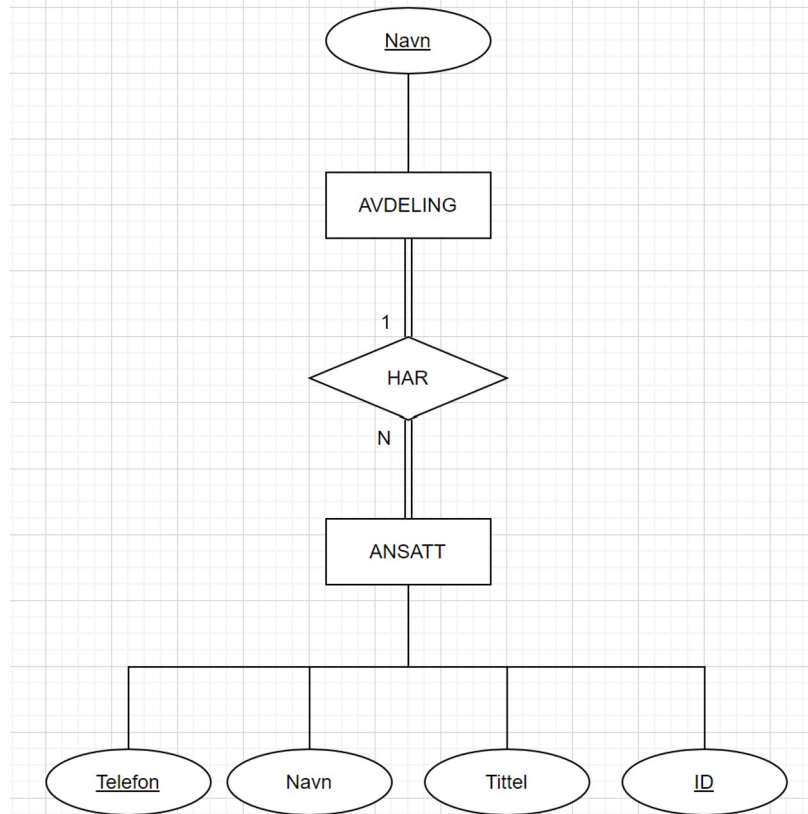 Navn
AVDELING
1
HAR
N
ANSATT
Telefon
Navn
Tittel
ID